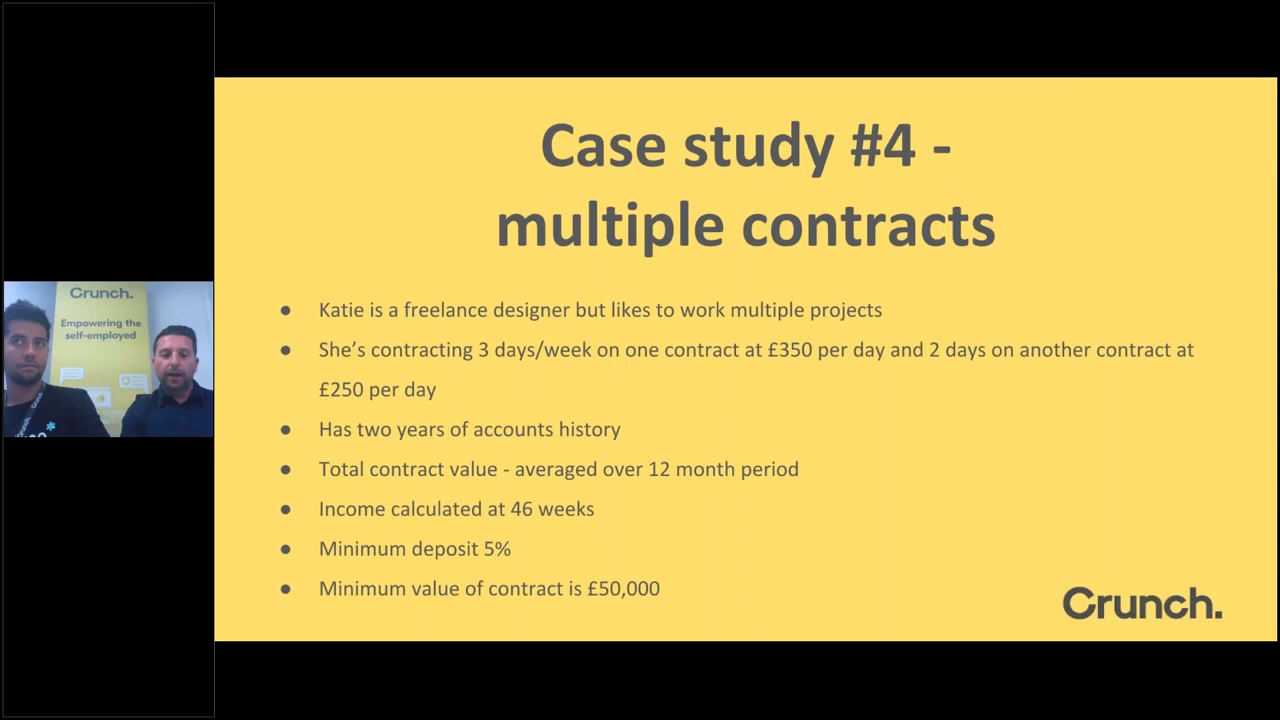 Case study #4 -
multiple contracts
● Katie is a freelance designer but likes to work multiple projects
● She’s contracting 3 days/week on one contract at £350 per day and 2 days on another contract at
£250 per day
● Has two years of accounts history
● Total contract value - averaged over 12 month period
● Income calculated at 46 weeks
● Minimum deposit 5%
● Minimum value of contract is £50,000
Crunch.
Crunch.
Empowering the
self-employed